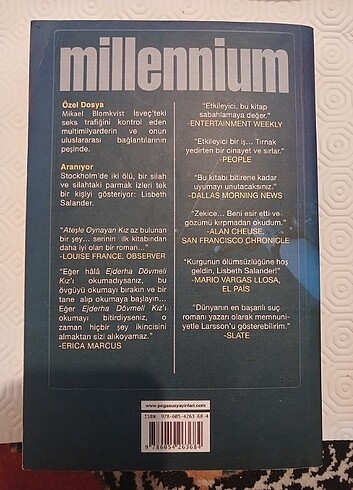 millennium
Özel Dosya
Mikael Blomkvist İsveç'teki
seks trafiğini kontrol eden
multimilyarderin ve onun
uluslararası bağlantılarının
peşinde.
Aranıyor
Stockholm'de iki ölü, bir silah
ve silahtaki parmak izleri tek
bir kişiyi gösteriyor: Lisbeth
Salander.
"Ateşle Oynayan Kız az bulunan
bir şey... serinin ilk kitabından
daha iyi olan bir roman..."
-LOUISE FRANCE, OBSERVER
"Eğer hâlâ Ejderha Dövmeli
Kız'ı okumadıysanız, bu
övgüyü okumayı bırakın ve bir
tane alıp okumaya başlayın...
Eğer Ejderha Dövmeli Kız'ı
okumayı bitirdiyseniz, o
zaman hiçbir şey ikincisini
almaktan sizi alıkoyamaz."
-ERICA MARCUS
"Etkileyici, bu kitap
sabahlamaya değer."
-ENTERTAINMENT WEEKLY
"Etkileyici bir iş... Tırnak
yedirten bir cinayet ve sırlar."
-PEOPLE
"Bu kitabı bitirene kadar
uyumayı unutacaksınız."
-DALLAS MORNING NEWS
"Zekice... Beni esir etti ve
gözümü kırpmadan okudum."
-ALAN CHEUSE,
SAN FRANCISCO CHRONICLE
"Kurgunun ölümsüzlüğüne hoş
geldin, Lisbeth Salander!"
-MARIO VARGAS LLOSA,
EL PAIS
"Dünyanın en başarılı suç
romanı yazarı olarak memnuni-
yetle Larsson'u gösterebilirim."
-SLATE
www.pegasusyayinlari.com
ISBN: 978-605-4263-68-4
9 786054 263684